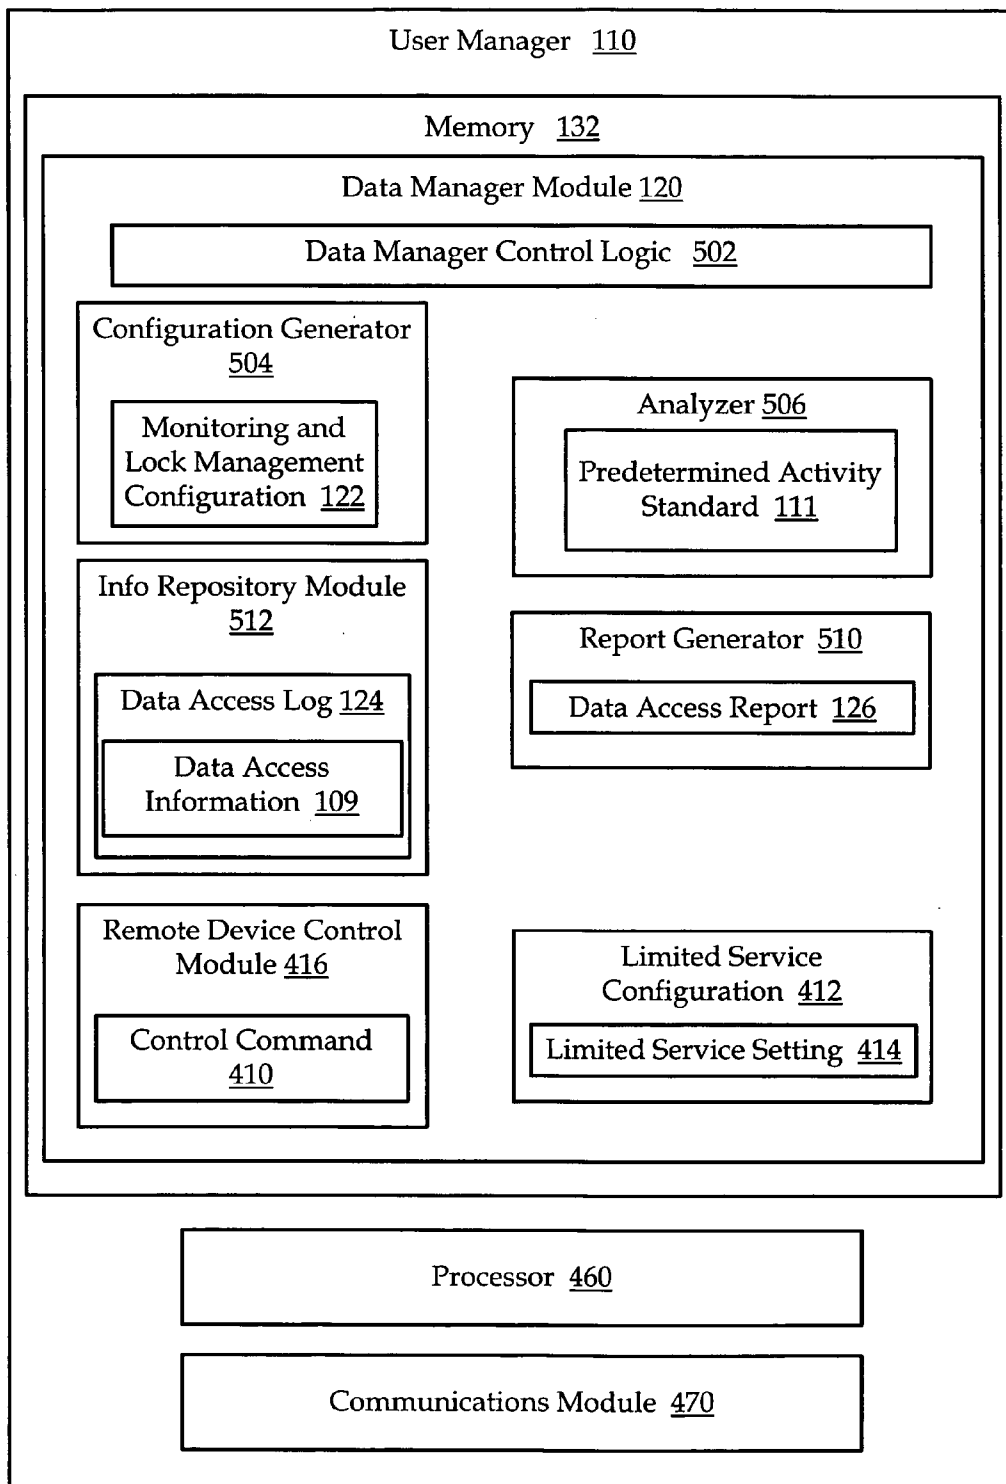 User Manager 110
Memory 132
Data Manager Module 120
Data Manager Control Logic 502
Configuration Generator
504
Monitoring and
Lock Management
Configuration 122
Analyzer 506
Predetermined Activity
Standard 111
Info Repository Module
512
Data Access Log 124
Data Access
Information 109
Report Generator 510
Data Access Report 126
Remote Device Control
Module 416
Control Command
410
Limited Service
Configuration 412
Limited Service Setting 414
Processor 460
Communications Module 470